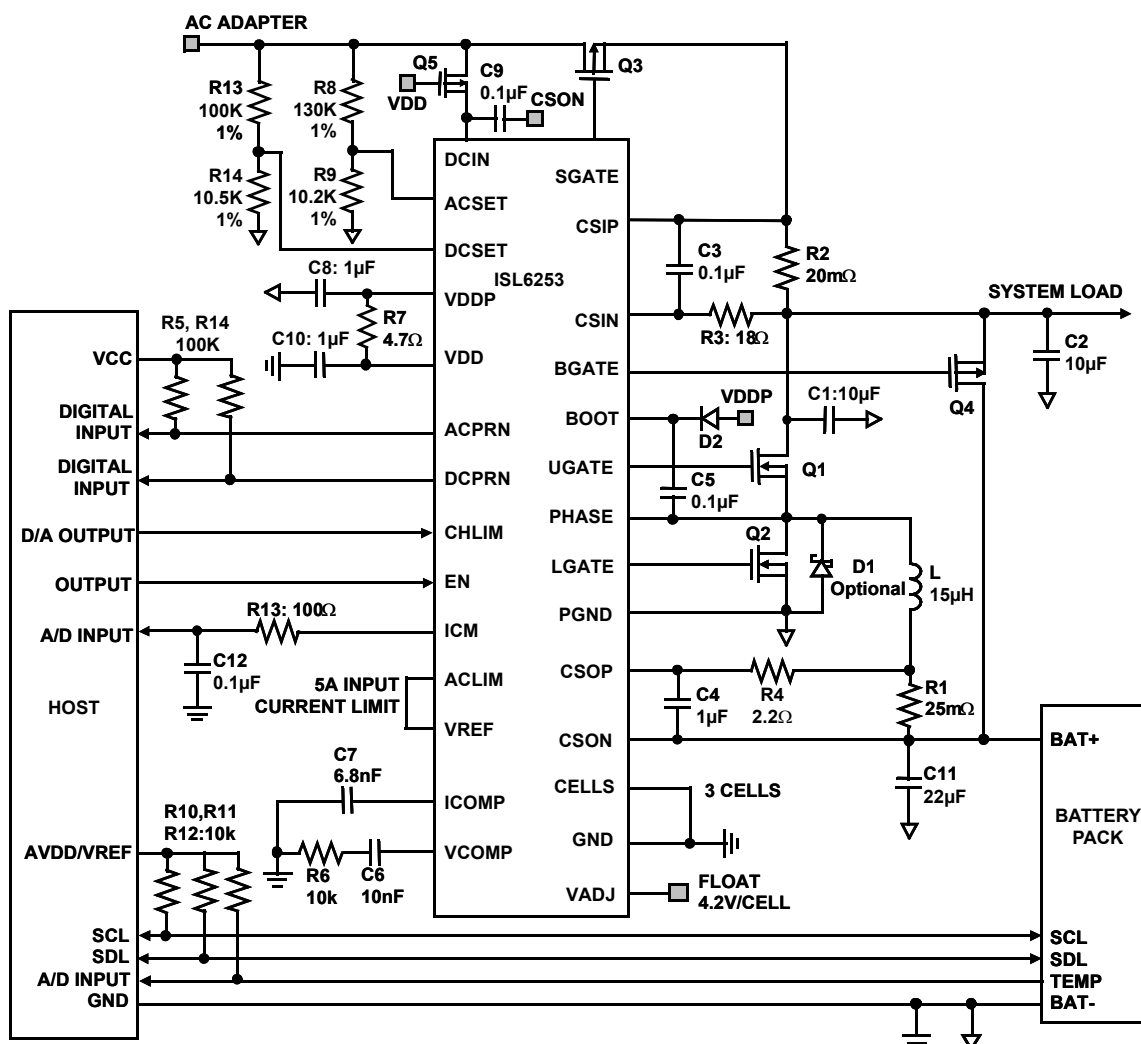 AC ADAPTER
R13
100K
1%
R14
10.5K
1%
R8
130K
1%
R9
10.2K
1%
Q5
VDD
C9
0.1µF
CSON
Q3
DCIN
ACSET
DCSET
VDDP
VDD
ACPRN
DCPRN
CHLIM
EN
ICM
ACLIM
VREF
ICOMP
VCOMP
ISL6253
SGATE
CSIP
CSIN
BGATE
BOOT
UGATE
PHASE
LGATE
PGND
CSOP
CSON
CELLS
GND
VADJ
C8: 1µF
R7
4.7Ω
C10: 1µF
R5, R14
100K
VCC
DIGITAL
INPUT
DIGITAL
INPUT
D/A OUTPUT
OUTPUT
A/D INPUT
HOST
AVDD/VREF
SCL
SDL
A/D INPUT
GND
R13: 100Ω
C12
0.1µF
5A INPUT
CURRENT LIMIT
C7
6.8nF
R6
10k
C6
10nF
R10,R11
R12:10k
C3
0.1µF
R2
20mΩ
R3: 18Ω
SYSTEM LOAD
C2
10µF
Q4
VDDP
D2
C1:10µF
C5
0.1µF
Q1
Q2
D1
Optional
L
15µH
C4
1µF
R4
2.2Ω
R1
25mΩ
C11
22µF
3 CELLS
FLOAT
4.2V/CELL
BAT+
BATTERY
PACK
SCL
SDL
TEMP
BAT-